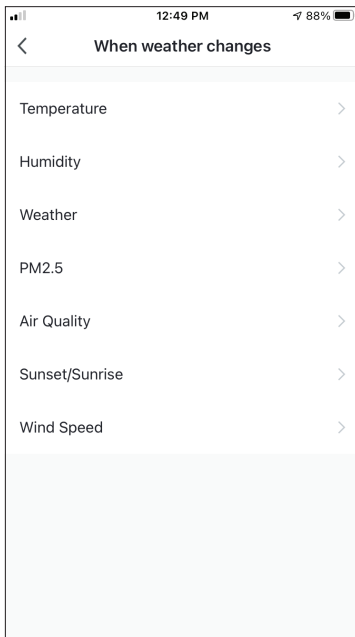 12:49 PM 88%
When weather changes
Temperature
Humidity
Weather
PM2.5
Air Quality
Sunset/Sunrise
Wind Speed